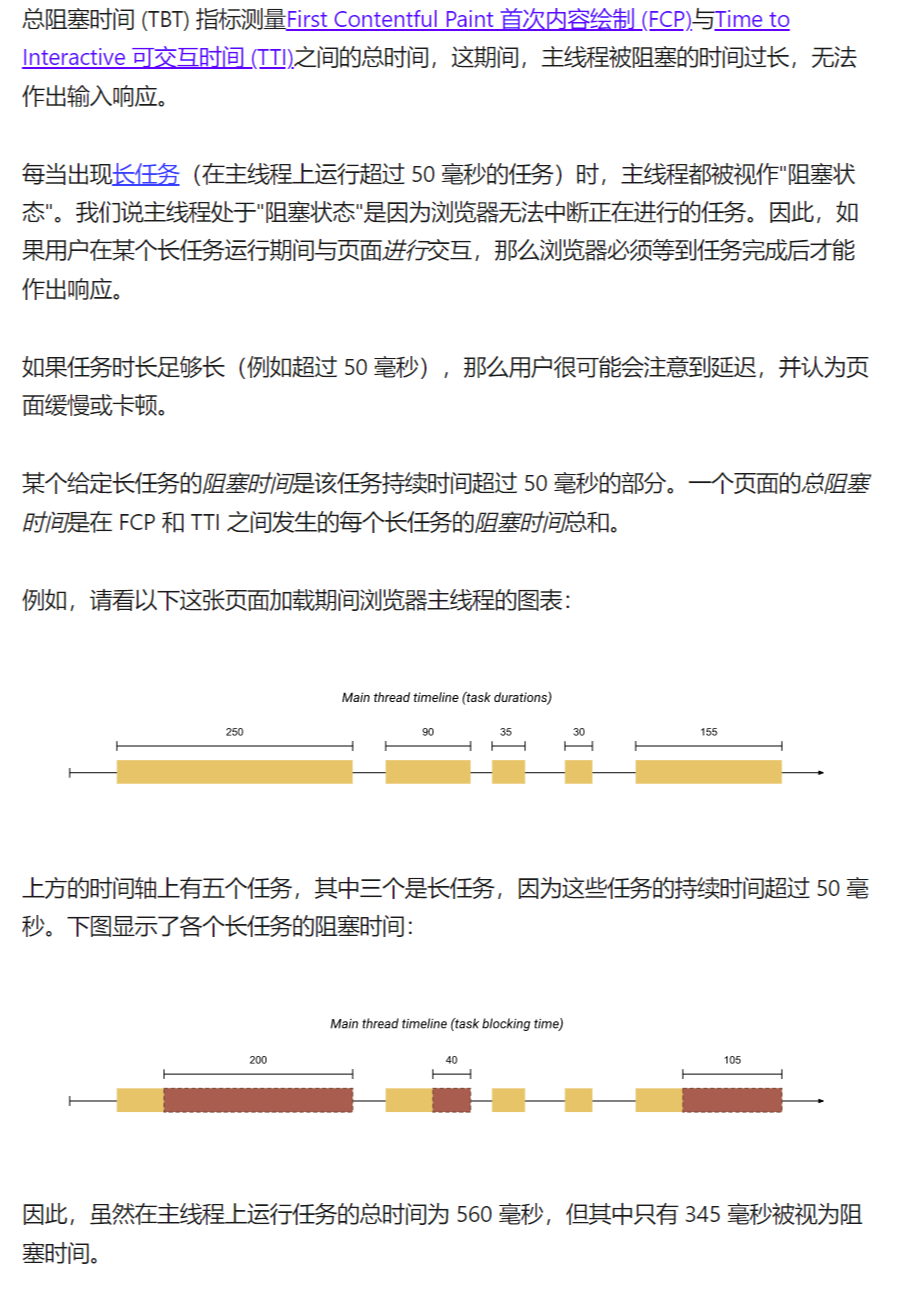 总阻塞时间 (TBT) 指标测量First Contentful Paint 首次内容绘制 (FCP)与Time to
Interactive 可交互时间 (TTI)之间的总时间，这期间，主线程被阻塞的时间过长，无法
作出输入响应。
每当出现长任务（在主线程上运行超过 50 毫秒的任务）时，主线程都被视作"阻塞状
态"。我们说主线程处于"阻塞状态"是因为浏览器无法中断正在进行的任务。因此，如
果用户在某个长任务运行期间与页面进行交互，那么浏览器必须等到任务完成后才能
作出响应。
如果任务时长足够长（例如超过 50 毫秒），那么用户很可能会注意到延迟，并认为页
面缓慢或卡顿。
某个给定长任务的阻塞时间是该任务持续时间超过 50 毫秒的部分。一个页面的总阻塞
时间是在 FCP 和 TTI 之间发生的每个长任务的阻塞时间总和。
例如，请看以下这张页面加载期间浏览器主线程的图表：
Main thread timeline (task durations)
250 90 35 30 155
上方的时间轴上有五个任务，其中三个是长任务，因为这些任务的持续时间超过 50 毫
秒。下图显示了各个长任务的阻塞时间：
Main thread timeline (task blocking time)
200 40 105
因此，虽然在主线程上运行任务的总时间为 560 毫秒，但其中只有 345 毫秒被视为阻
塞时间。